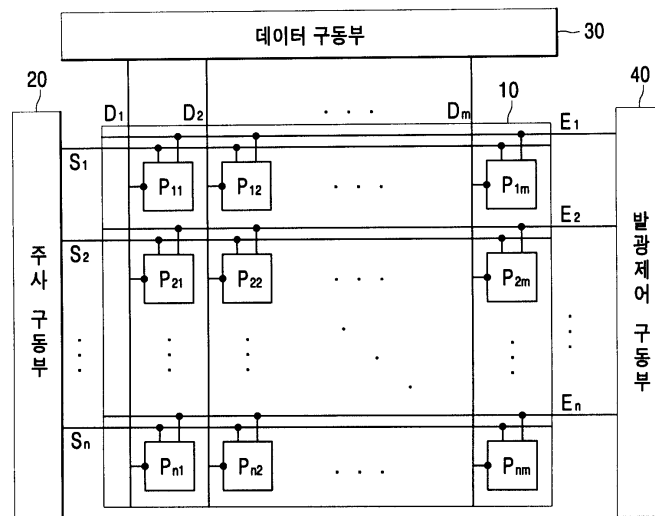 데이터 구동부
30
20
40
D1
D2
Dm
10
E1
S1
P11
P12
P1m
E2
S2
P21
P22
P2m
주사 구동부
발광제어 구동부
En
Sn
Pn1
Pn2
Pnm